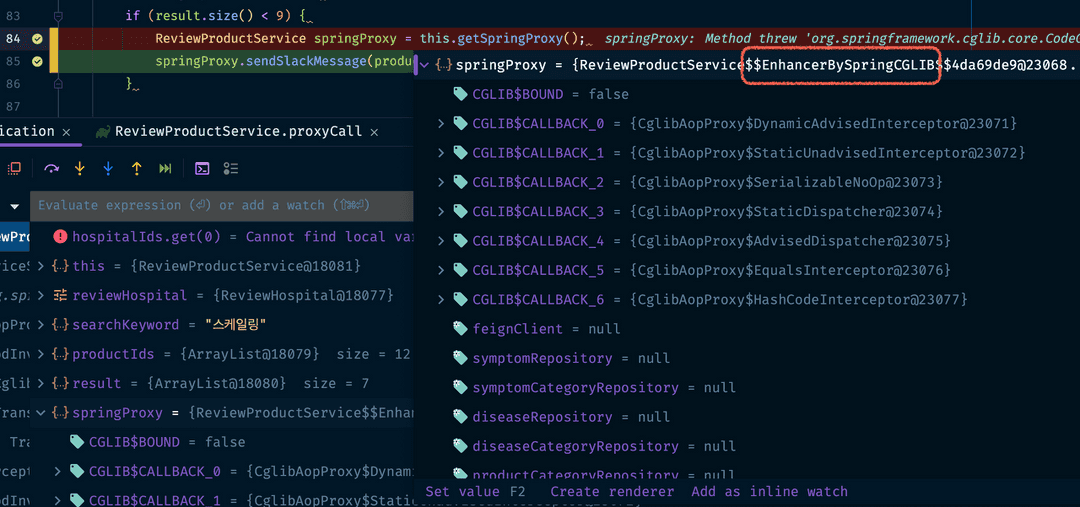 83 if (result.size() < 9) {
84 ReviewProductService springProxy = this.getSpringProxy(); springProxy: Method threw 'org.springframework.cglib.core.CodeG
85 springProxy.sendSlackMessage(produ
86 }
87
ication × ReviewProductService.proxyCall ×
Evaluate expression (⏎) or add a watch (⇧⌘⏎)
hospitalIds.get(0) = Cannot find local var
this = {ReviewProductService@18081}
reviewHospital = {ReviewHospital@18077}
searchKeyword = "스케일링"
productIds = {ArrayList@18079} size = 12
result = {ArrayList@18080} size = 7
springProxy = {ReviewProductService$$Enhan
CGLIB$BOUND = false
CGLIB$CALLBACK_0 = {CglibAopProxy$Dynam
CGLIB$CALLBACK_1 = {CglibAopProxy$Stati
springProxy = {ReviewProductService$$EnhancerBySpringCGLIB$$4da69de9@23068.
CGLIB$BOUND = false
CGLIB$CALLBACK_0 = {CglibAopProxy$DynamicAdvisedInterceptor@23071}
CGLIB$CALLBACK_1 = {CglibAopProxy$StaticUnadvisedInterceptor@23072}
CGLIB$CALLBACK_2 = {CglibAopProxy$SerializableNoOp@23073}
CGLIB$CALLBACK_3 = {CglibAopProxy$StaticDispatcher@23074}
CGLIB$CALLBACK_4 = {CglibAopProxy$AdvisedDispatcher@23075}
CGLIB$CALLBACK_5 = {CglibAopProxy$EqualsInterceptor@23076}
CGLIB$CALLBACK_6 = {CglibAopProxy$HashCodeInterceptor@23077}
feignClient = null
symptomRepository = null
symptomCategoryRepository = null
diseaseRepository = null
diseaseCategoryRepository = null
productCategoryRepository = null
Set value F2 Create renderer Add as inline watch